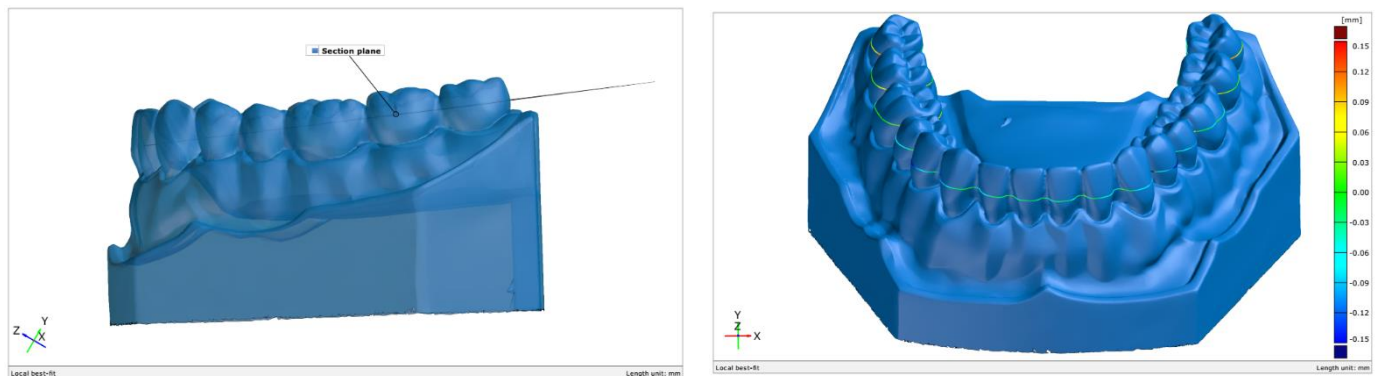 Section plane
Z
Y
X
Local best-fit
Length unit: mm
[mm]
0.15
0.12
0.09
0.06
0.03
0.00
-0.03
-0.06
-0.09
-0.12
-0.15
Y
Z
X
Local best-fit
Length unit: mm